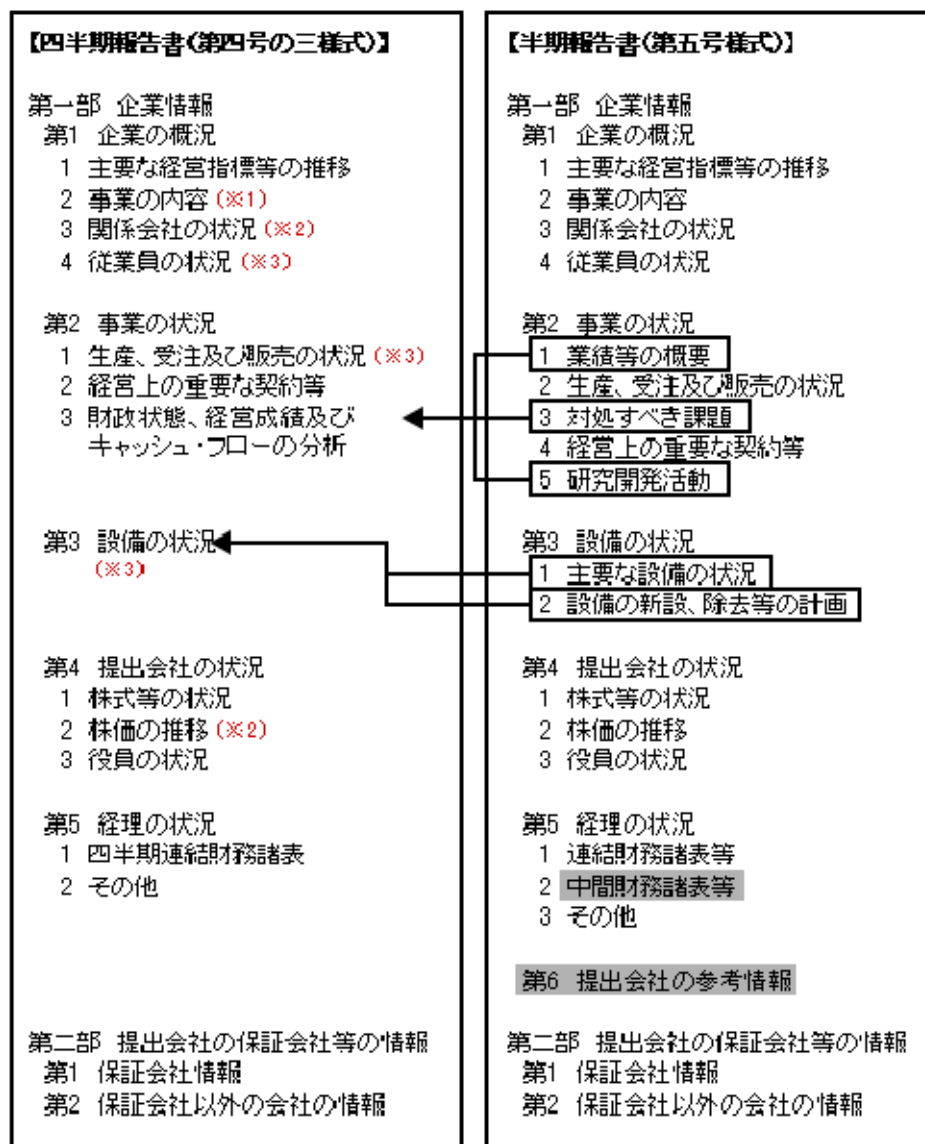 【四半期報告書(第四号の三様式)】
第一部 企業情報
第1 企業の概況
1 主要な経営指標等の推移
2 事業の内容(※1)
3 関係会社の状況(※2)
4 従業員の状況(※3)
第2 事業の状況
1 生産、受注及び販売の状況(※3)
2 経営上の重要な契約等
3 財政状態、経営成績及び
キャッシュ・フローの分析
第3 設備の状況
(※3)
第4 提出会社の状況
1 株式等の状況
2 株価の推移(※2)
3 役員の状況
第5 経理の状況
1 四半期連結財務諸表
2 その他
第二部 提出会社の保証会社等の情報
第1 保証会社情報
第2 保証会社以外の会社の情報
【半期報告書(第五号様式)】
第一部 企業情報
第1 企業の概況
1 主要な経営指標等の推移
2 事業の内容
3 関係会社の状況
4 従業員の状況
第2 事業の状況
1 業績等の概要
2 生産、受注及び販売の状況
3 対処すべき課題
4 経営上の重要な契約等
5 研究開発活動
第3 設備の状況
1 主要な設備の状況
2 設備の新設、除去等の計画
第4 提出会社の状況
1 株式等の状況
2 株価の推移
3 役員の状況
第5 経理の状況
1 連結財務諸表等
2 中間財務諸表等
3 その他
第6 提出会社の参考情報
第二部 提出会社の保証会社等の情報
第1 保証会社情報
第2 保証会社以外の会社の情報